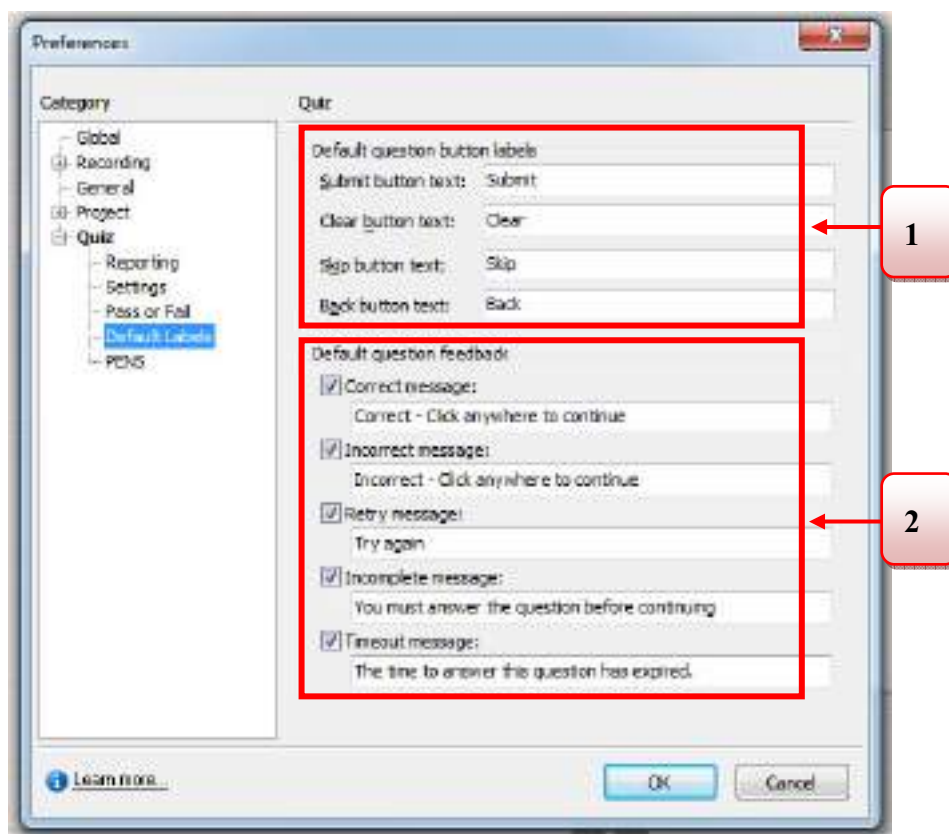 Preferences
Category
Quiz
Global
Recording
General
Project
Quiz
Reporting
Settings
Pass or Fail
Default Labels
PENS
Default question button labels
Submit button text: Submit
Clear button text: Clear
Skip button text: Skip
Back button text: Back
1
Default question feedback
Correct message:
Correct - Click anywhere to continue
Incorrect message:
Incorrect - Click anywhere to continue
Retry message:
Try again
2
Incomplete message:
You must answer the question before continuing
Timeout message:
The time to answer this question has expired.
Learn more...
OK
Cancel